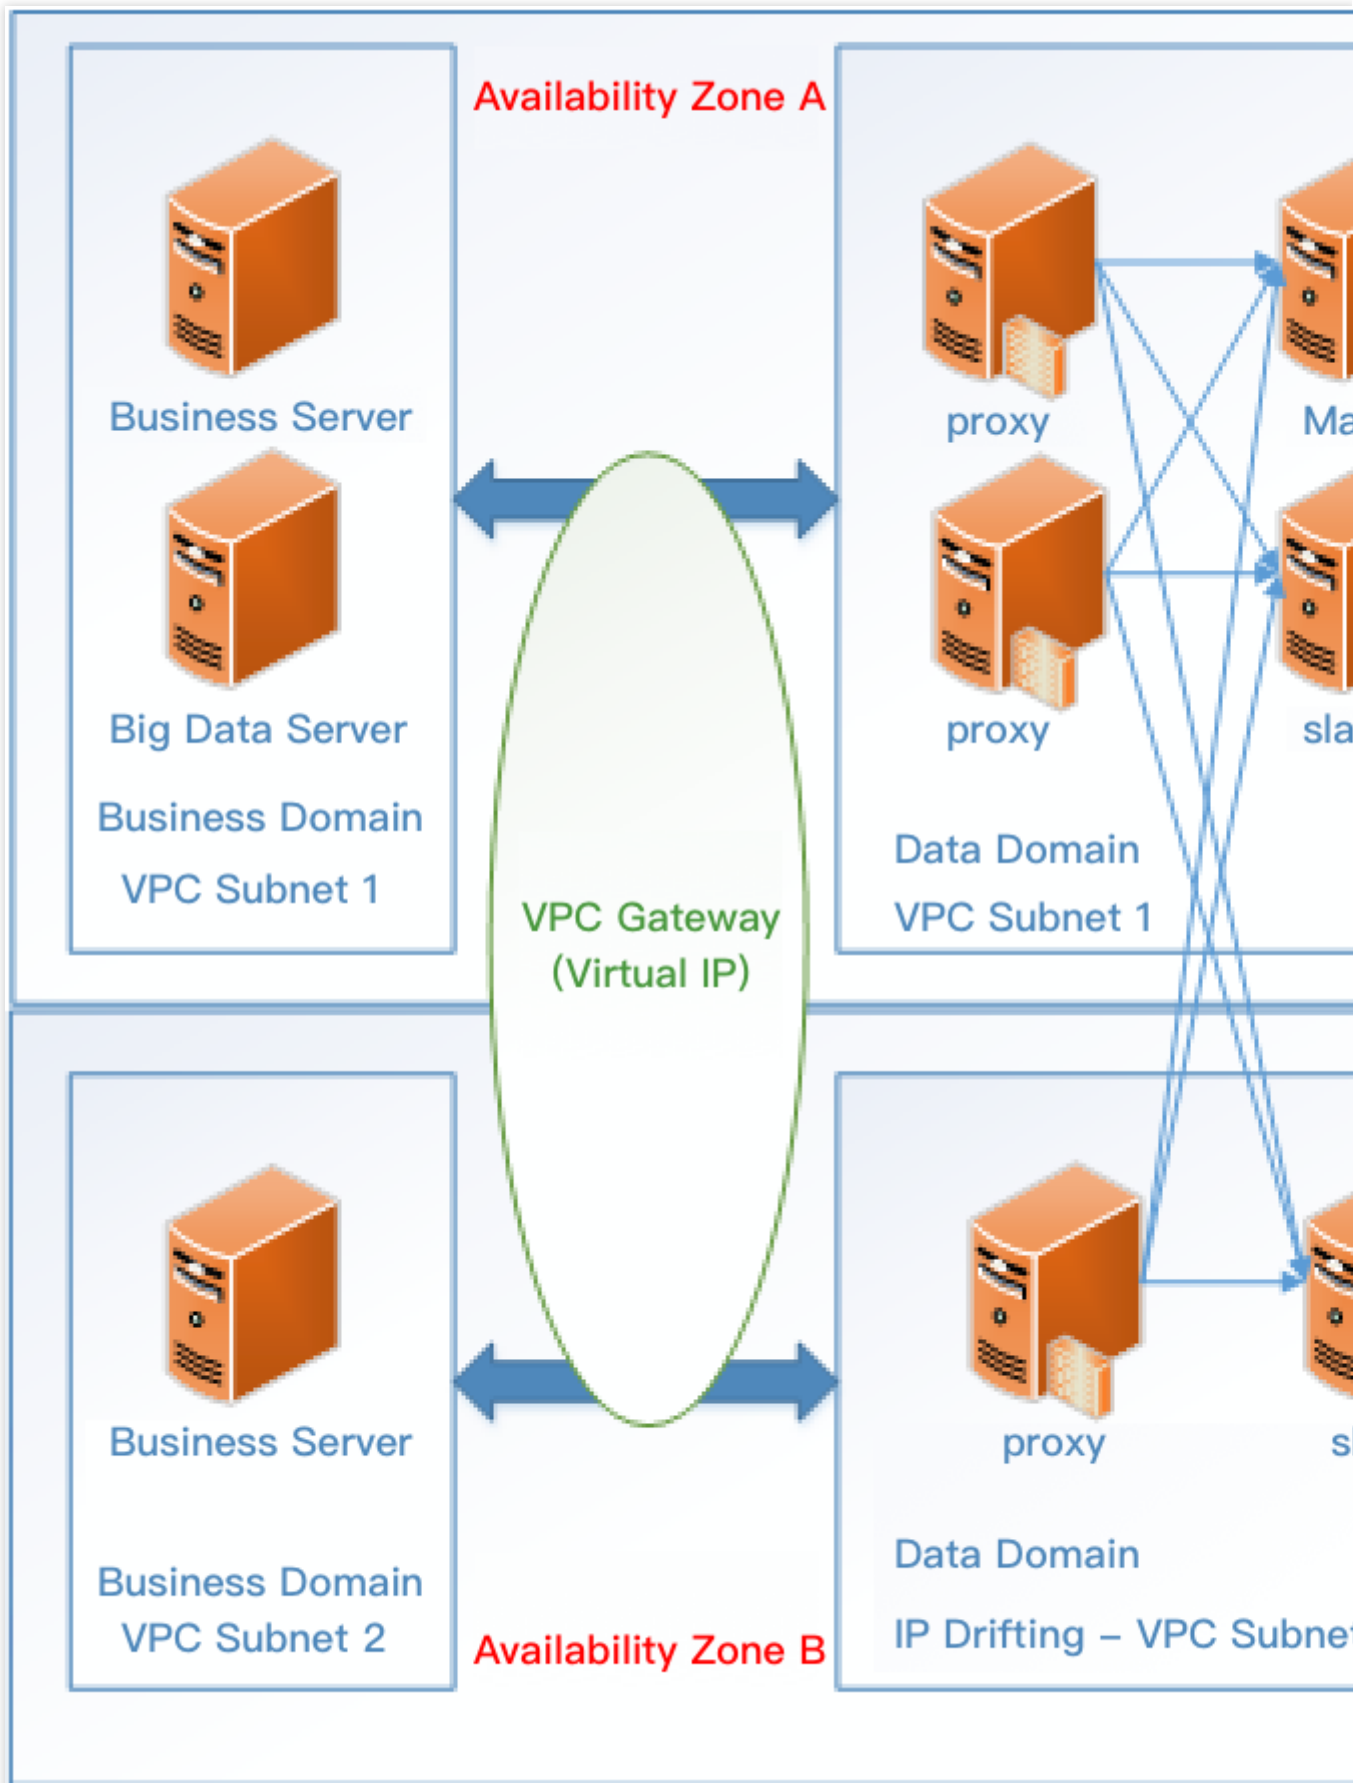 Availability Zone A
Business Server
Big Data Server
Business Domain
VPC Subnet 1
VPC Gateway
(Virtual IP)
proxy
proxy
Data Domain
VPC Subnet 1
Business Server
Business Domain
VPC Subnet 2
Availability Zone B
proxy
Data Domain
IP Drifting – VPC Subnet